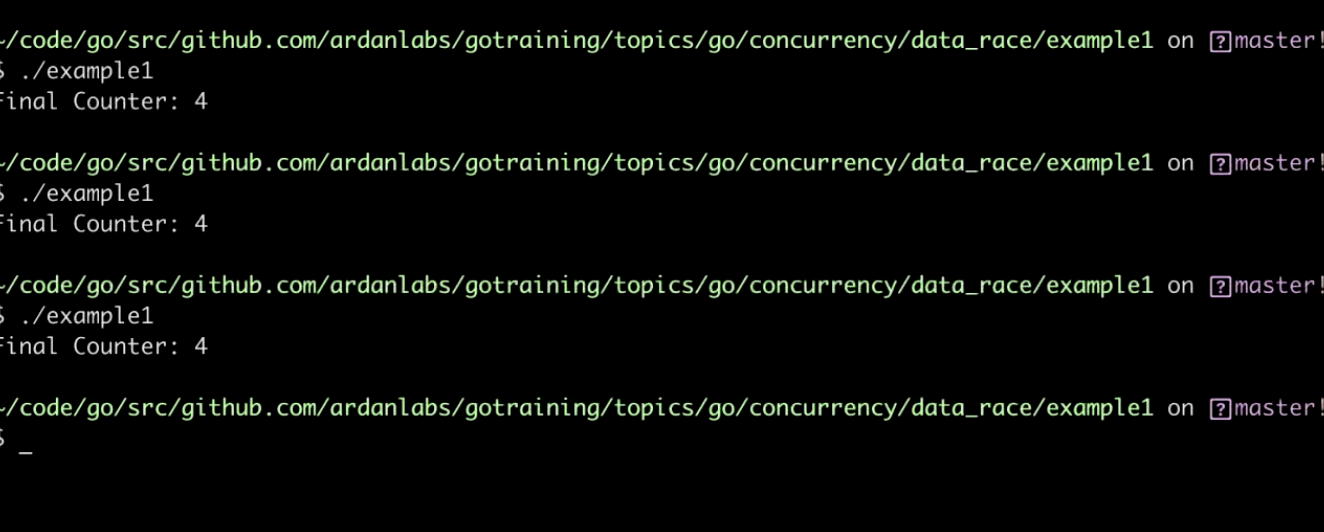 ~/code/go/src/github.com/ardanlabs/gotraining/topics/go/concurrency/data_race/example1 on master!
$ ./example1
Final Counter: 4
~/code/go/src/github.com/ardanlabs/gotraining/topics/go/concurrency/data_race/example1 on master!
$ ./example1
Final Counter: 4
~/code/go/src/github.com/ardanlabs/gotraining/topics/go/concurrency/data_race/example1 on master!
$ ./example1
Final Counter: 4
~/code/go/src/github.com/ardanlabs/gotraining/topics/go/concurrency/data_race/example1 on master!
$ _